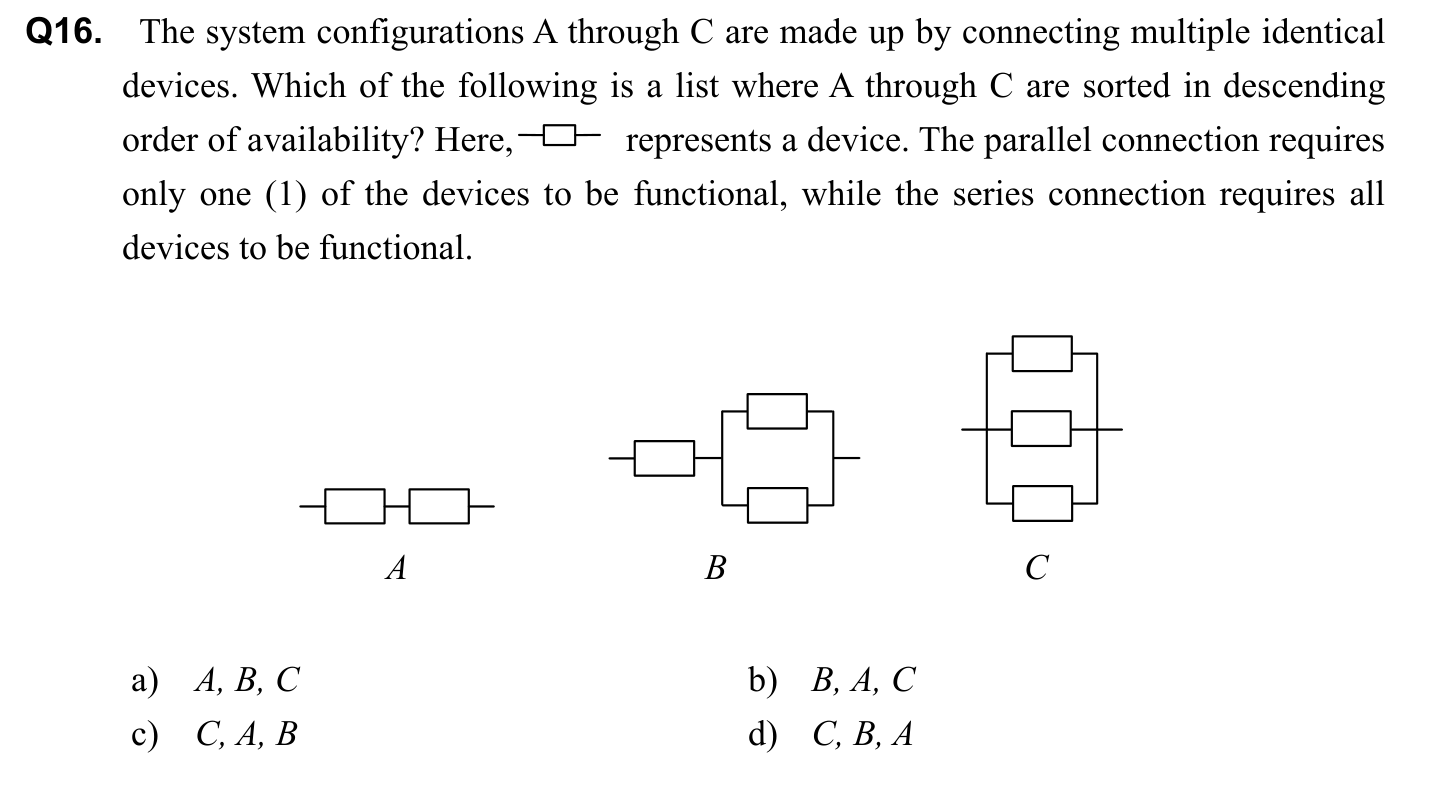 Q16. The system configurations A through C are made up by connecting multiple identical
devices. Which of the following is a list where A through C are sorted in descending
order of availability? Here, represents a device. The parallel connection requires
only one (1) of the devices to be functional, while the series connection requires all
devices to be functional.
A B C
a) A, B, C b) B, A, C
c) C, A, B d) C, B, A